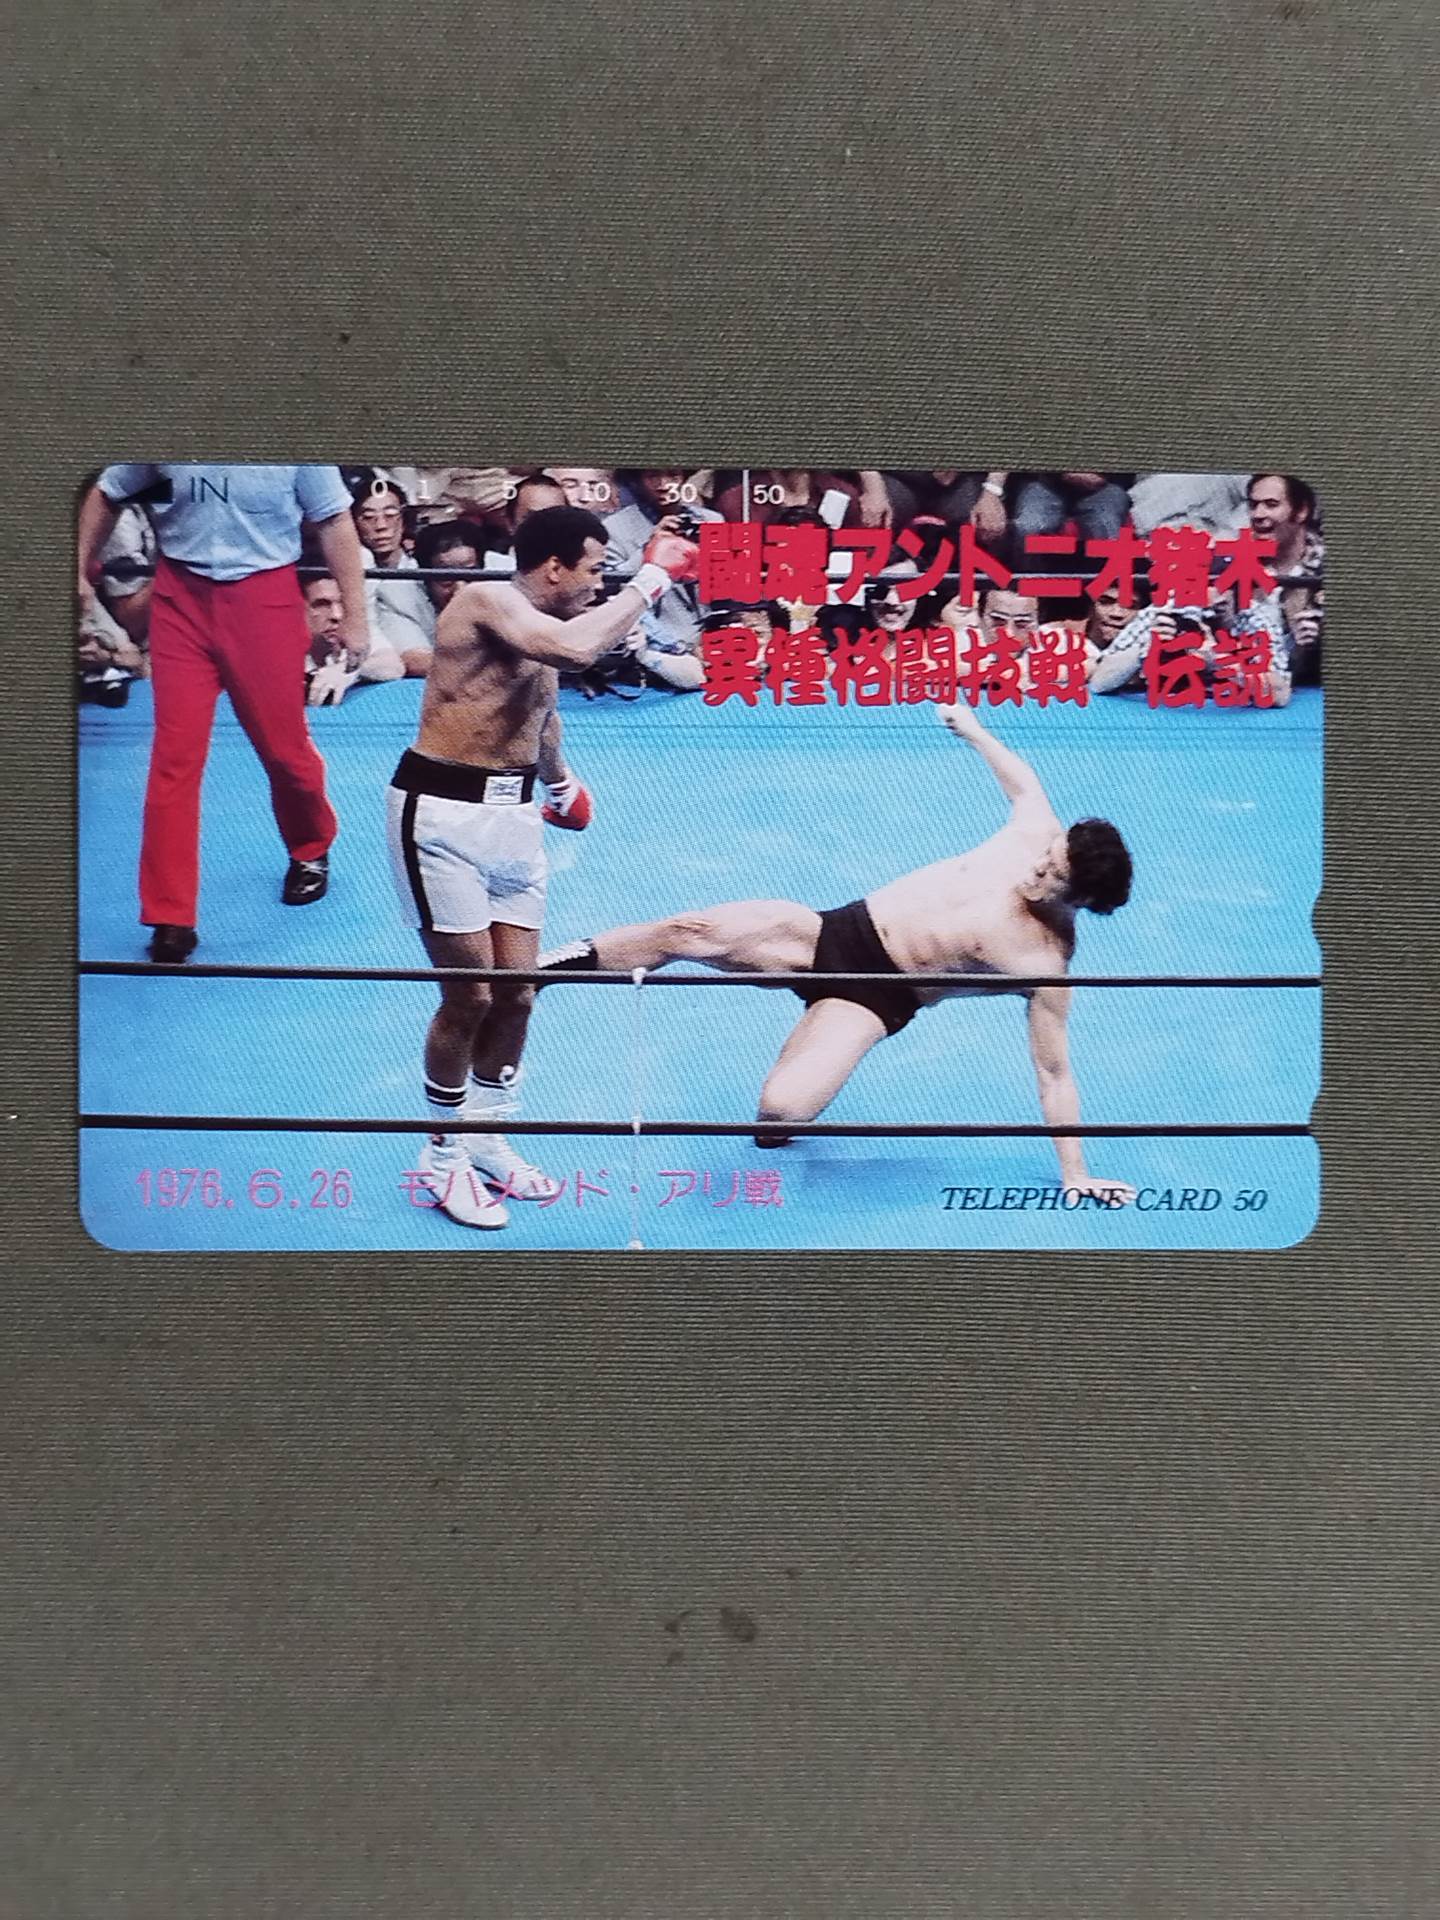 IN 0 1 5 10 30 50
闘魂アントニオ猪木
異種格闘技戦 伝説
1976.6.26 モハメッド・アリ戦
TELEPHONE CARD 50